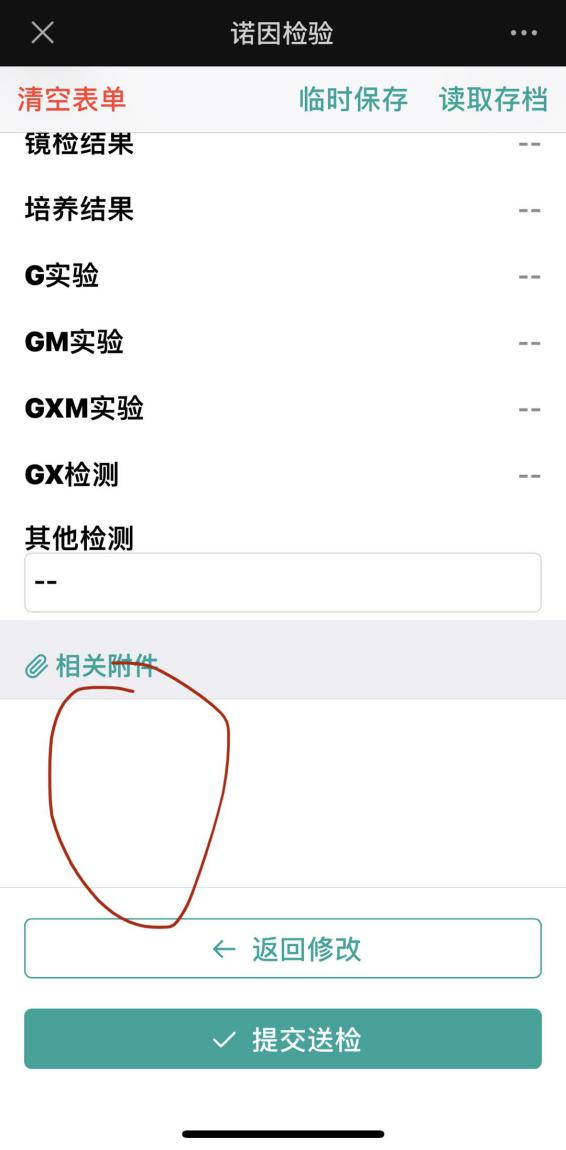 诺因检验
清空表单 临时保存 读取存档
镜检结果 --
培养结果 --
G实验 --
GM实验 --
GXM实验 --
GX检测 --
其他检测
--
相关附件
返回修改
提交送检